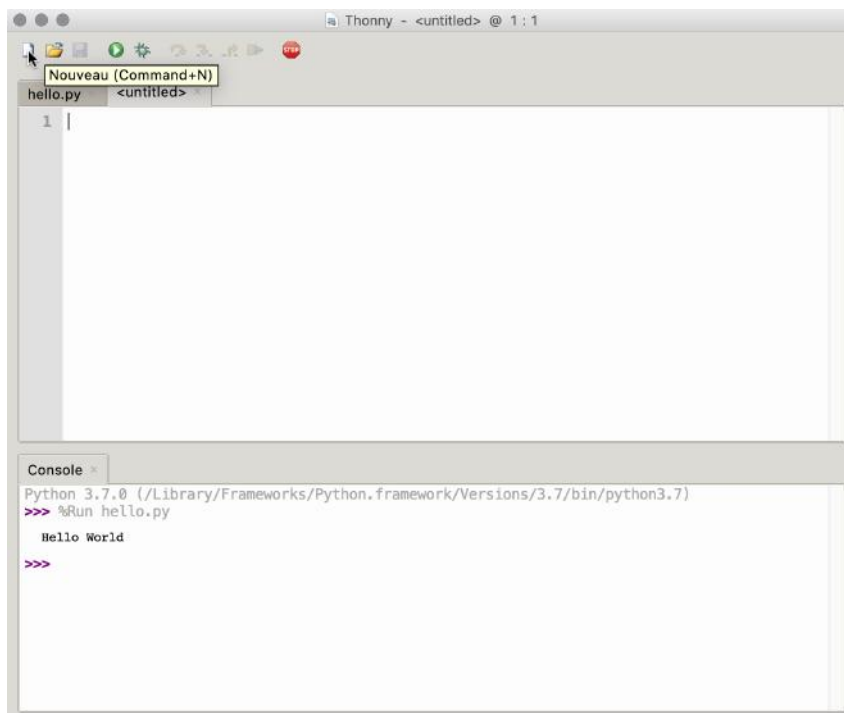 Thonny - <untitled> @ 1 : 1
STOP
Nouveau (Command+N)
hello.py × <untitled> ×
1
Console ×
Python 3.7.0 (/Library/Frameworks/Python.framework/Versions/3.7/bin/python3.7)
>>> %Run hello.py
Hello World
>>>